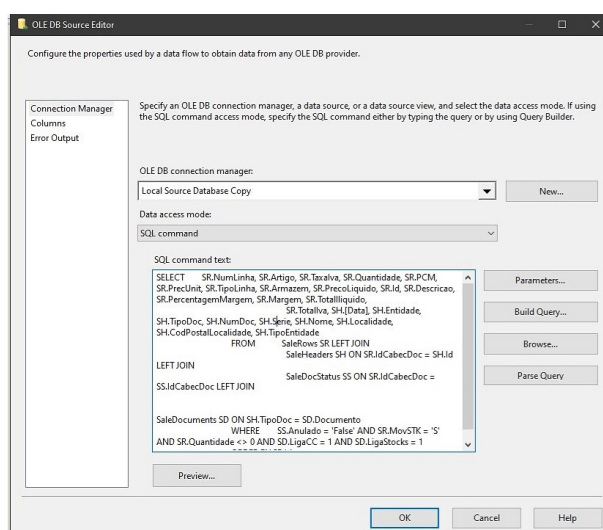 OLE DB Source Editor
Configure the properties used by a data flow to obtain data from any OLE DB provider.
Connection Manager
Columns
Error Output
Specify an OLE DB connection manager, a data source, or a data source view, and select the data access mode. If using
the SQL command access mode, specify the SQL command either by typing the query or by using Query Builder.
OLE DB connection manager:
Local Source Database Copy
New...
Data access mode:
SQL command
SQL command text:
SELECT SR.NumLinha, SR.Artigo, SR.TaxaIva, SR.Quantidade, SR.PCM,
SR.PrecUnit, SR.TipoLinha, SR.Armazem, SR.PrecoLiquido, SR.Id, SR.Descricao,
SR.PercentagemMargem, SR.Margem, SR.TotalIliquido,
SR.TotalIva, SH.[Data], SH.Entidade,
SH.TipoDoc, SH.NumDoc, SH.Serie, SH.Nome, SH.Localidade,
SH.CodPostalLocalidade, SH.TipoEntidade
FROM SaleRows SR LEFT JOIN
SaleHeaders SH ON SR.IdCabecDoc = SH.Id
LEFT JOIN
SaleDocStatus SS ON SR.IdCabecDoc =
SS.IdCabecDoc LEFT JOIN
SaleDocuments SD ON SH.TipoDoc = SD.Documento
WHERE SS.Anulado = 'False' AND SR.MovSTK = 'S'
AND SR.Quantidade <> 0 AND SD.LigaCC = 1 AND SD.LigaStocks = 1
Parameters...
Build Query...
Browse...
Parse Query
Preview...
OK
Cancel
Help